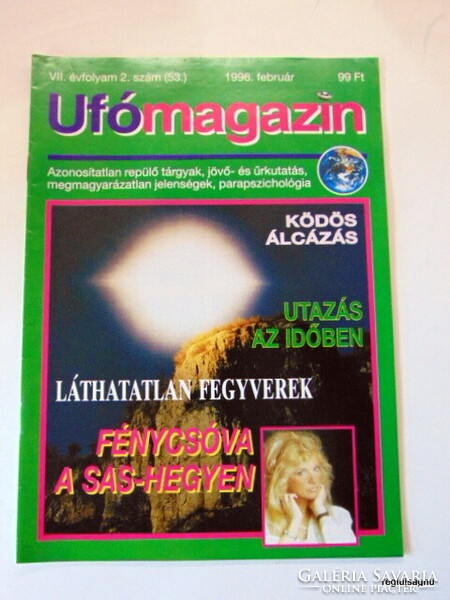 VII. évfolyam 2. szám (53.) 1996. február 99 Ft
Ufómagazin
Azonosítatlan repülő tárgyak, jövő- és űrkutatás,
megmagyarázatlan jelenségek, parapszichológia
KÖDÖS
ÁLCÁZÁS
UTAZÁS
AZ IDŐBEN
LÁTHATATLAN FEGYVEREK
FÉNYCSÓVA
A SAS-HEGYEN
regiujsagnu
GALÉRIA SAVARIA
ONLINE PIACTÉR